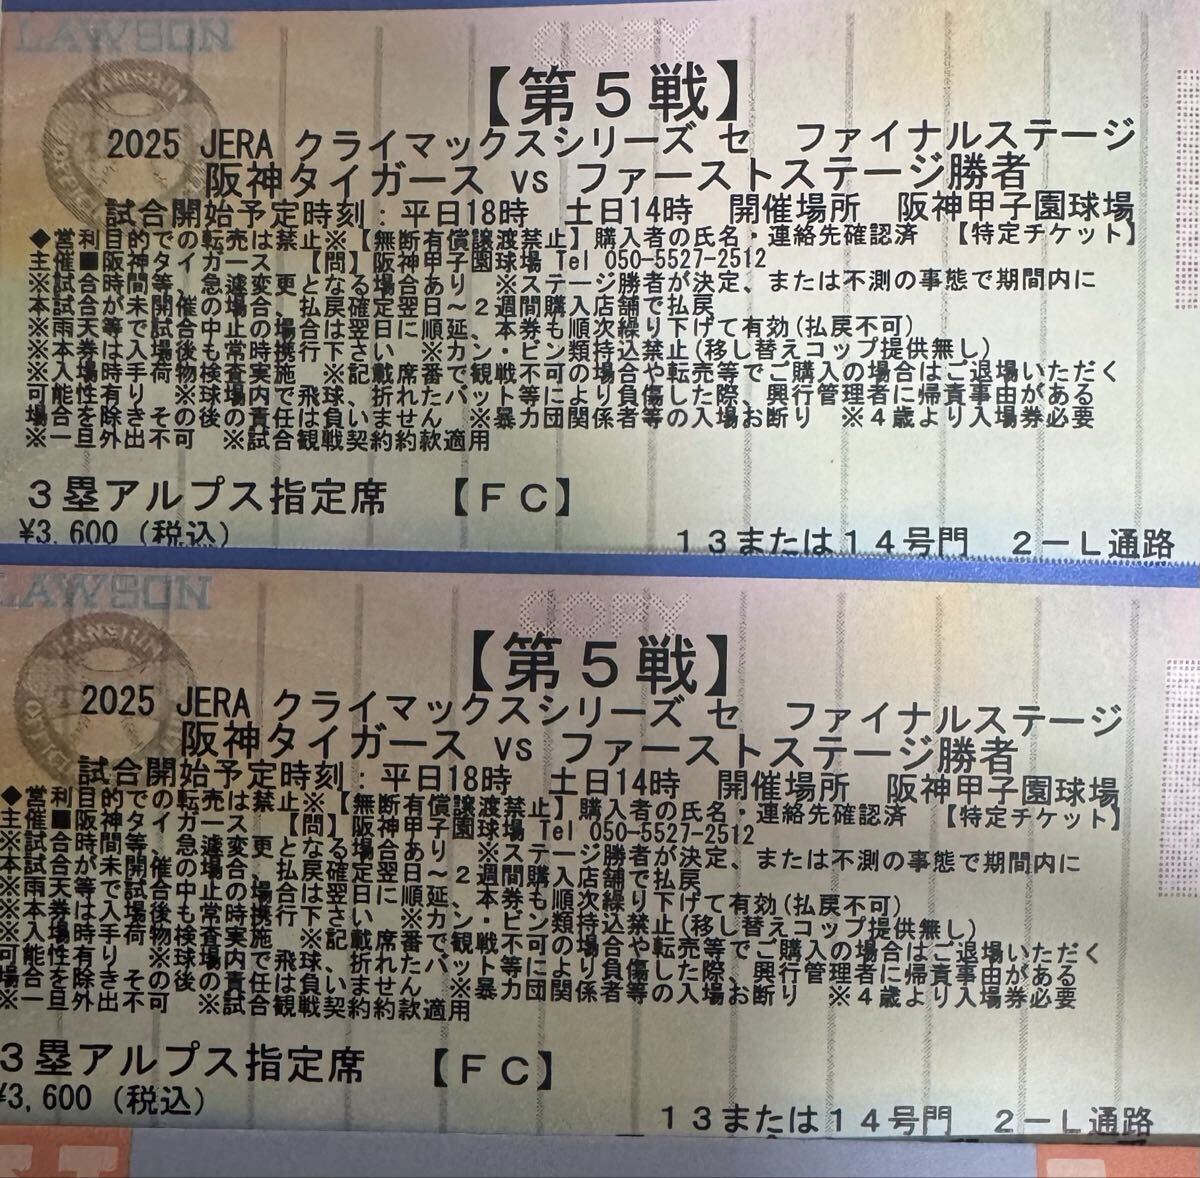 LAWSON
COPY
【第５戦】
2025 JERA クライマックスシリーズ セ　ファイナルステージ
阪神タイガース vs ファーストステージ勝者
試合開始予定時刻：平日18時　土日14時　開催場所　阪神甲子園球場
◆営利目的での転売は禁止※【無断有償譲渡禁止】購入者の氏名・連絡先確認済　【特定チケット】
主催■阪神タイガース　【問】阪神甲子園球場 Tel 050-5527-2512
※試合時間等、急遽変更となる場合あり　※ステージ勝者が決定、または不測の事態で期間内に
本試合が未開催の場合、払戻確定翌日～２週間購入店舗で払戻
※雨天等で試合中止の場合は翌日に順延、本券も順次繰り下げて有効(払戻不可)
※本券は入場後も常時携行下さい　※カン・ビン類持込禁止(移し替えコップ提供無し)
※入場時手荷物検査実施　※記載席番で観戦不可の場合や転売等でご購入の場合はご退場いただく
可能性有り　※球場内で飛球、折れたバット等により負傷した際、興行管理者に帰責事由がある
場合を除き、その後の責任は負いません　※暴力団関係者等の入場お断り　※４歳より入場券必要
※一旦外出不可　※試合観戦契約約款適用
３塁アルプス指定席　【ＦＣ】
¥3,600 (税込)
１３または１４号門　２－Ｌ通路
LAWSON
COPY
【第５戦】
2025 JERA クライマックスシリーズ セ　ファイナルステージ
阪神タイガース vs ファーストステージ勝者
試合開始予定時刻：平日18時　土日14時　開催場所　阪神甲子園球場
◆営利目的での転売は禁止※【無断有償譲渡禁止】購入者の氏名・連絡先確認済　【特定チケット】
主催■阪神タイガース　【問】阪神甲子園球場 Tel 050-5527-2512
※試合時間等、急遽変更となる場合あり　※ステージ勝者が決定、または不測の事態で期間内に
本試合が未開催の場合、払戻確定翌日～２週間購入店舗で払戻
※雨天等で試合中止の場合は翌日に順延、本券も順次繰り下げて有効(払戻不可)
※本券は入場後も常時携行下さい　※カン・ビン類持込禁止(移し替えコップ提供無し)
※入場時手荷物検査実施　※記載席番で観戦不可の場合や転売等でご購入の場合はご退場いただく
可能性有り　※球場内で飛球、折れたバット等により負傷した際、興行管理者に帰責事由がある
場合を除き、その後の責任は負いません　※暴力団関係者等の入場お断り　※４歳より入場券必要
※一旦外出不可　※試合観戦契約約款適用
３塁アルプス指定席　【ＦＣ】
¥3,600 (税込)
１３または１４号門　２－Ｌ通路